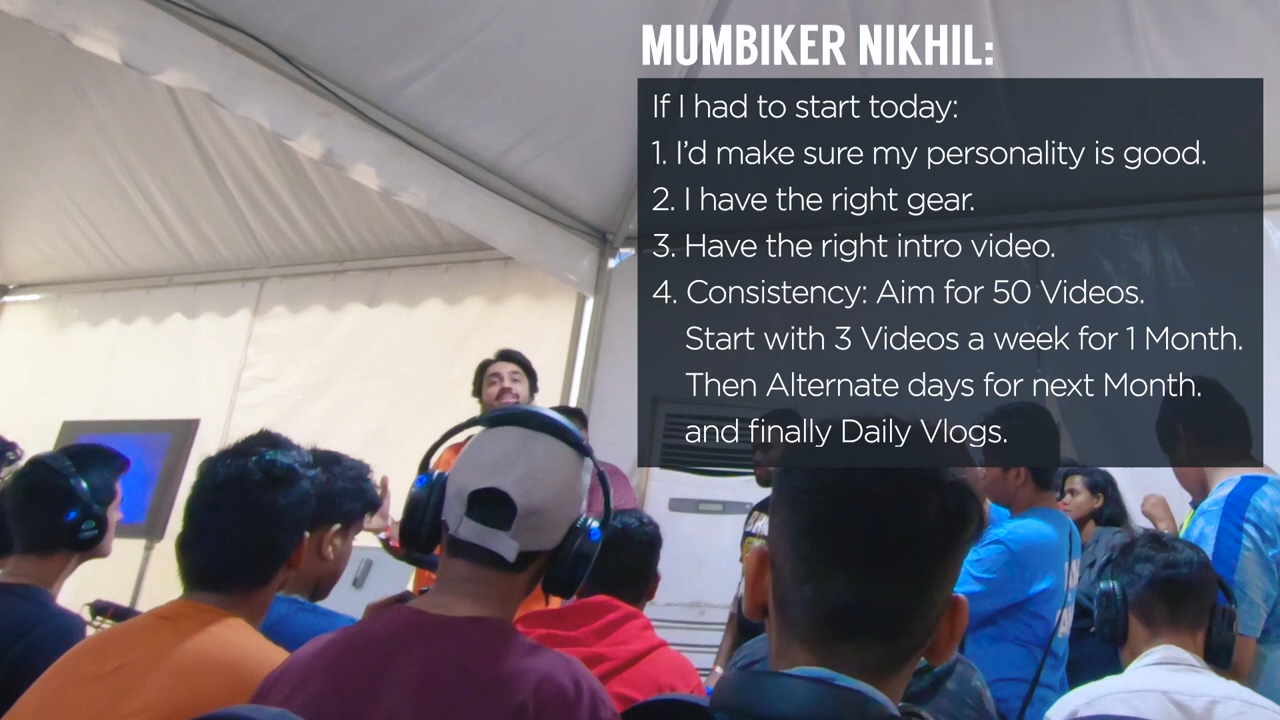 MUMBIKER NIKHIL:
If I had to start today:
1. I'd make sure my personality is good.
2. I have the right gear.
3. Have the right intro video.
4. Consistency: Aim for 50 Videos.
Start with 3 Videos a week for 1 Month.
Then Alternate days for next Month.
and finally Daily Vlogs.